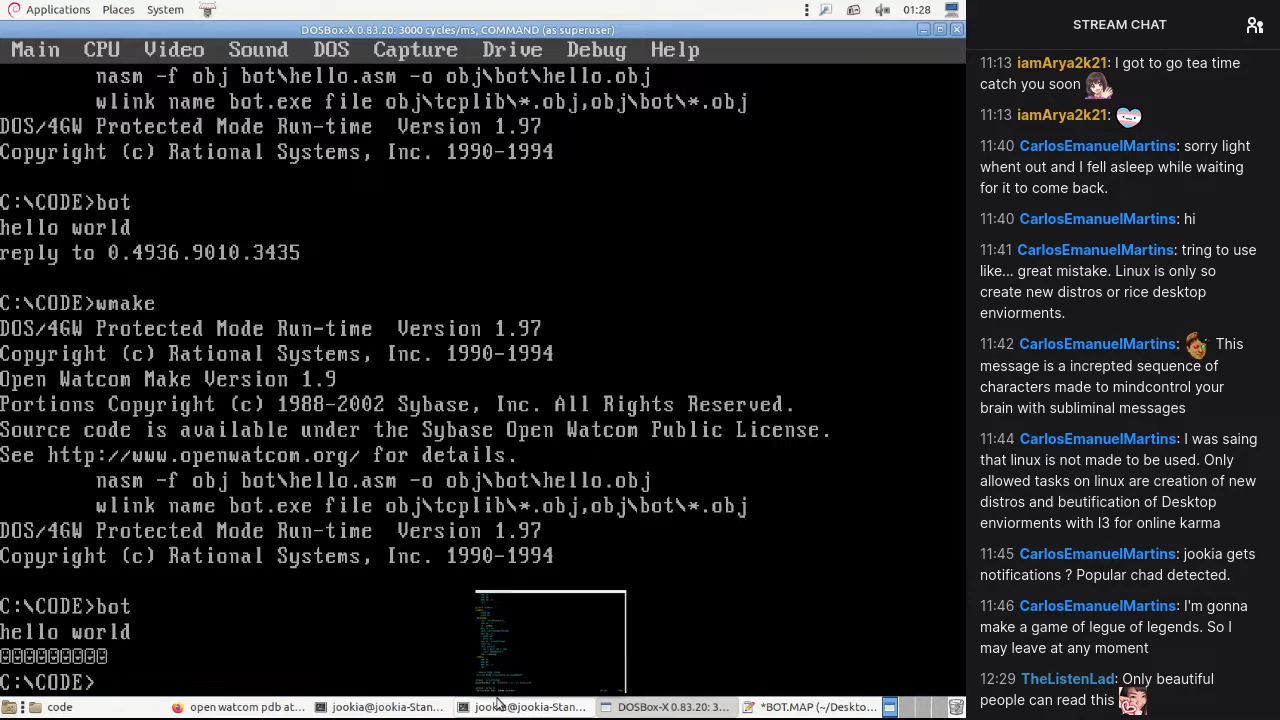 Applications Places System 01:28
DOSBox-X 0.83.20: 3000 cycles/ms, COMMAND (as superuser)
Main CPU Video Sound DOS Capture Drive Debug Help
nasm -f obj bot\hello.asm -o obj\bot\hello.obj
wlink name bot.exe file obj\tcplib\*.obj,obj\bot\*.obj
DOS/4GW Protected Mode Run-time Version 1.97
Copyright (c) Rational Systems, Inc. 1990-1994
C:\CODE>bot
hello world
reply to 0.4936.9010.3435
C:\CODE>wmake
DOS/4GW Protected Mode Run-time Version 1.97
Copyright (c) Rational Systems, Inc. 1990-1994
Open Watcom Make Version 1.9
Portions Copyright (c) 1988-2002 Sybase, Inc. All Rights Reserved.
Source code is available under the Sybase Open Watcom Public License.
See http://www.openwatcom.org/ for details.
nasm -f obj bot\hello.asm -o obj\bot\hello.obj
wlink name bot.exe file obj\tcplib\*.obj,obj\bot\*.obj
DOS/4GW Protected Mode Run-time Version 1.97
Copyright (c) Rational Systems, Inc. 1990-1994
C:\CODE>bot
hello world
C:\CODE>
open watcom pdb at...
jookia@jookia-Stan...
jookia@jookia-Stan...
DOSBox-X 0.83.20: 3...
*BOT.MAP (~/Deskto...
STREAM CHAT
11:13 iamArya2k21: I got to go tea time
catch you soon
11:13 iamArya2k21:
11:40 CarlosEmanuelMartins: sorry light
whent out and I fell asleep while waiting
for it to come back.
11:40 CarlosEmanuelMartins: hi
11:41 CarlosEmanuelMartins: tring to use
like... great mistake. Linux is only so
create new distros or rice desktop
enviorments.
11:42 CarlosEmanuelMartins: This
message is a increpted sequence of
characters made to mindcontrol your
brain with subliminal messages
11:44 CarlosEmanuelMartins: I was saing
that linux is not made to be used. Only
allowed tasks on linux are creation of new
distros and beutification of Desktop
enviorments with I3 for online karma
11:45 CarlosEmanuelMartins: jookia gets
notifications ? Popular chad detected.
11:46 CarlosEmanuelMartins: I am gonna
make a game of league of legends so I
may leave at any moment
12:29 TheListenLad: Only beautiful
people can read this